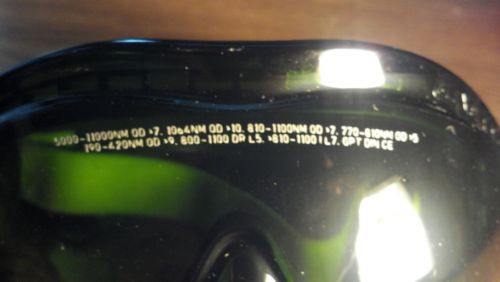 5000-11000NM OD >7. 1064NM OD >10. 810-1100NM OD >7. 770-810NM OD >5
190-420NM OD >9. 800-1100 DR L5. >810-1100 I L7. OPT DIN CE